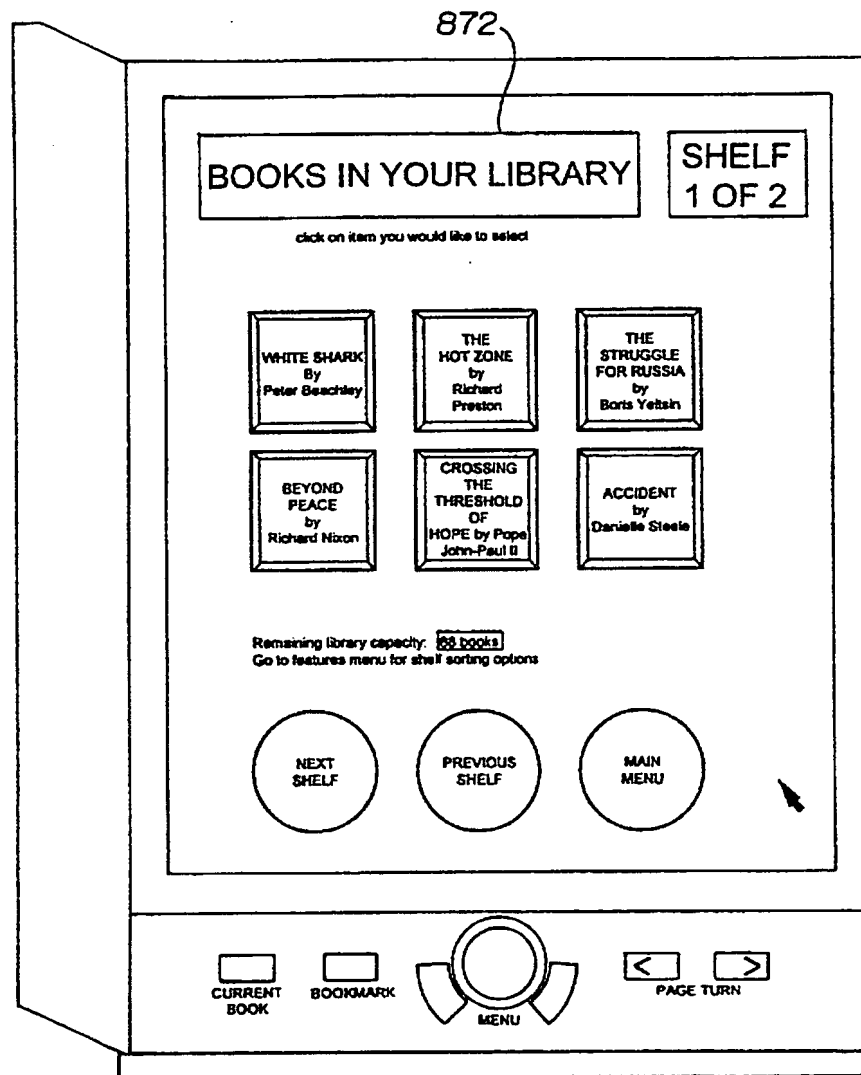 872
BOOKS IN YOUR LIBRARY
SHELF
1 OF 2
click on item you would like to select
WHITE SHARK
By
Peter Beachley
THE
HOT ZONE
by
Richard
Preston
THE
STRUGGLE
FOR RUSSIA
by
Boris Yeltsin
BEYOND
PEACE
by
Richard Nixon
CROSSING
THE
THRESHOLD
OF
HOPE by Pope
John-Paul II
ACCIDENT
by
Danielle Steele
Remaining library capacity: 88 books
Go to features menu for shelf sorting options
NEXT
SHELF
PREVIOUS
SHELF
MAIN
MENU
CURRENT
BOOK
BOOKMARK
MENU
< >
PAGE TURN